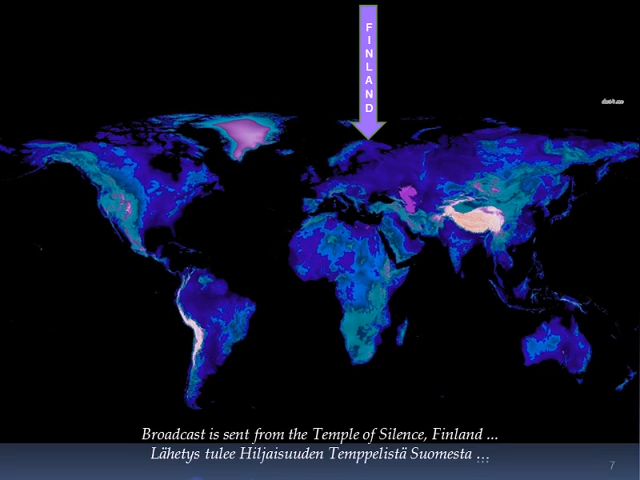 FINLAND
Broadcast is sent from the Temple of Silence, Finland ...
Lähetys tulee Hiljaisuuden Temppelistä Suomesta ...
7